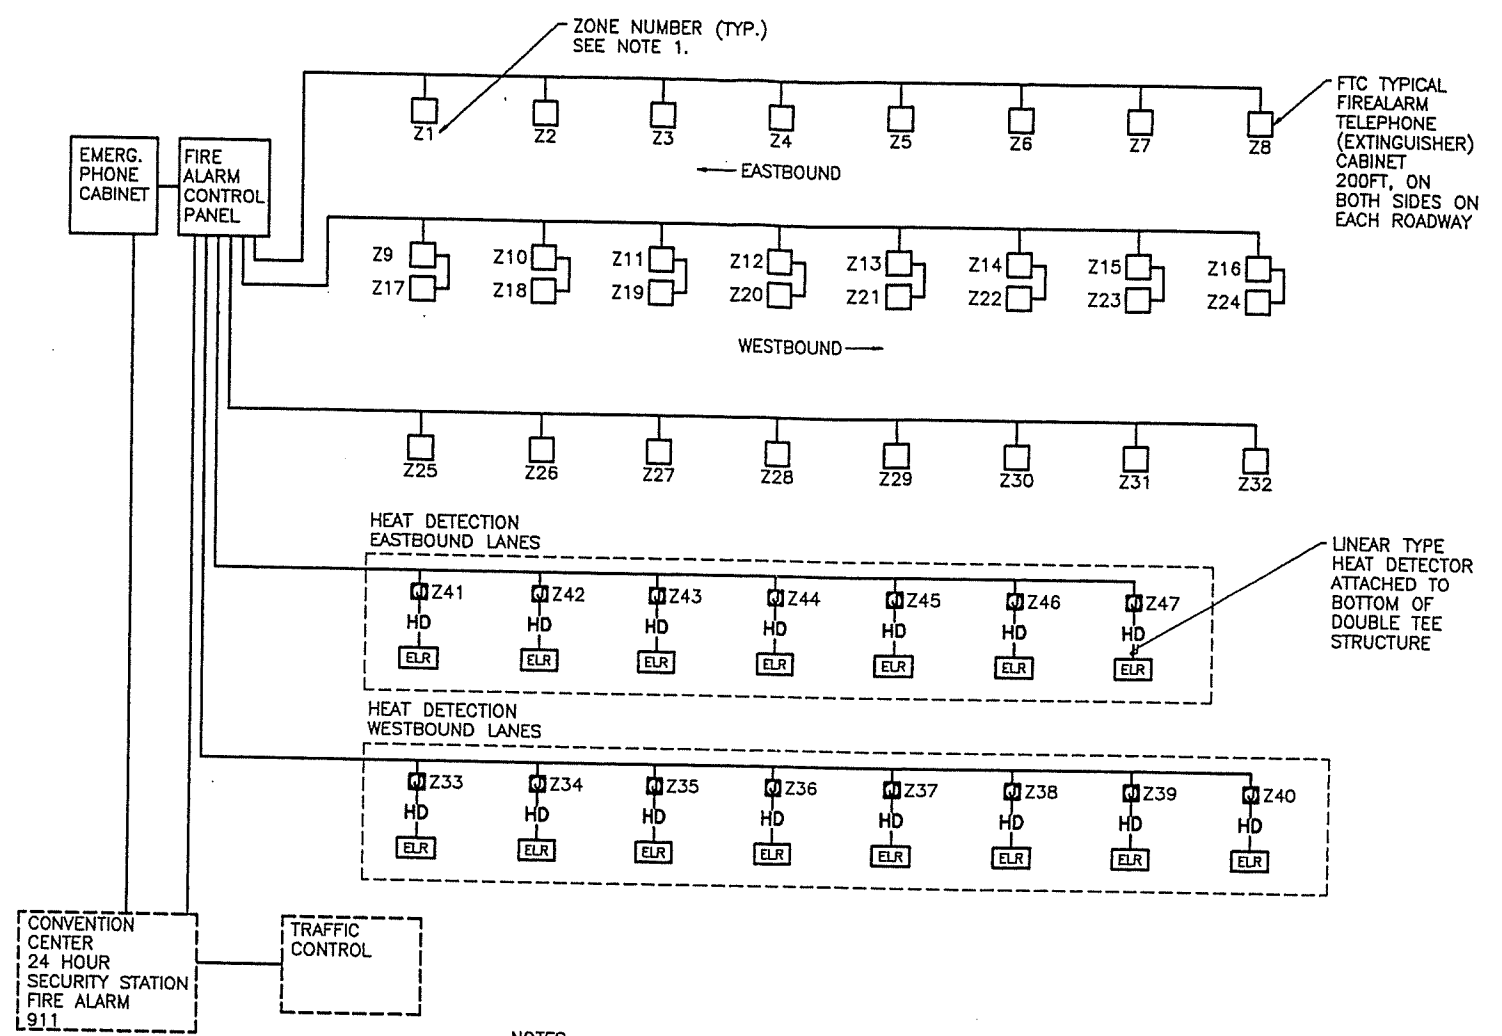 ZONE NUMBER (TYP.)
SEE NOTE 1.
FTC TYPICAL
FIREALARM
TELEPHONE
(EXTINGUISHER)
CABINET
200FT, ON
BOTH SIDES ON
EACH ROADWAY
Z1 Z2 Z3 Z4 Z5 Z6 Z7 Z8
EMERG.
PHONE
CABINET
FIRE
ALARM
CONTROL
PANEL
EASTBOUND
Z9 Z10 Z11 Z12 Z13 Z14 Z15 Z16
Z17 Z18 Z19 Z20 Z21 Z22 Z23 Z24
WESTBOUND
Z25 Z26 Z27 Z28 Z29 Z30 Z31 Z32
HEAT DETECTION
EASTBOUND LANES
LINEAR TYPE
HEAT DETECTOR
ATTACHED TO
BOTTOM OF
DOUBLE TEE
STRUCTURE
J Z41 J Z42 J Z43 J Z44 J Z45 J Z46 J Z47
HD HD HD HD HD HD HD
ELR ELR ELR ELR ELR ELR ELR
HEAT DETECTION
WESTBOUND LANES
J Z33 J Z34 J Z35 J Z36 J Z37 J Z38 J Z39 J Z40
HD HD HD HD HD HD HD HD
ELR ELR ELR ELR ELR ELR ELR ELR
CONVENTION
CENTER
24 HOUR
SECURITY STATION
FIRE ALARM
911
TRAFFIC
CONTROL
NOTES